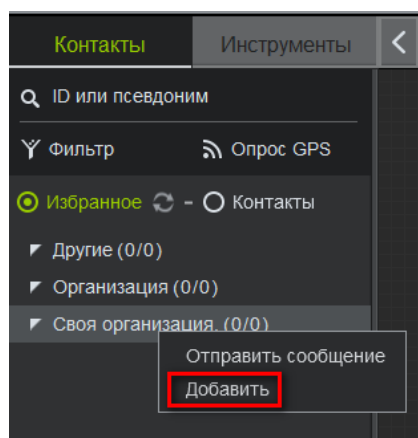 Контакты Инструменты
ID или псевдоним
Фильтр Опрос GPS
Избранное - Контакты
Другие (0/0)
Организация (0/0)
Своя организация. (0/0)
Отправить сообщение
Добавить